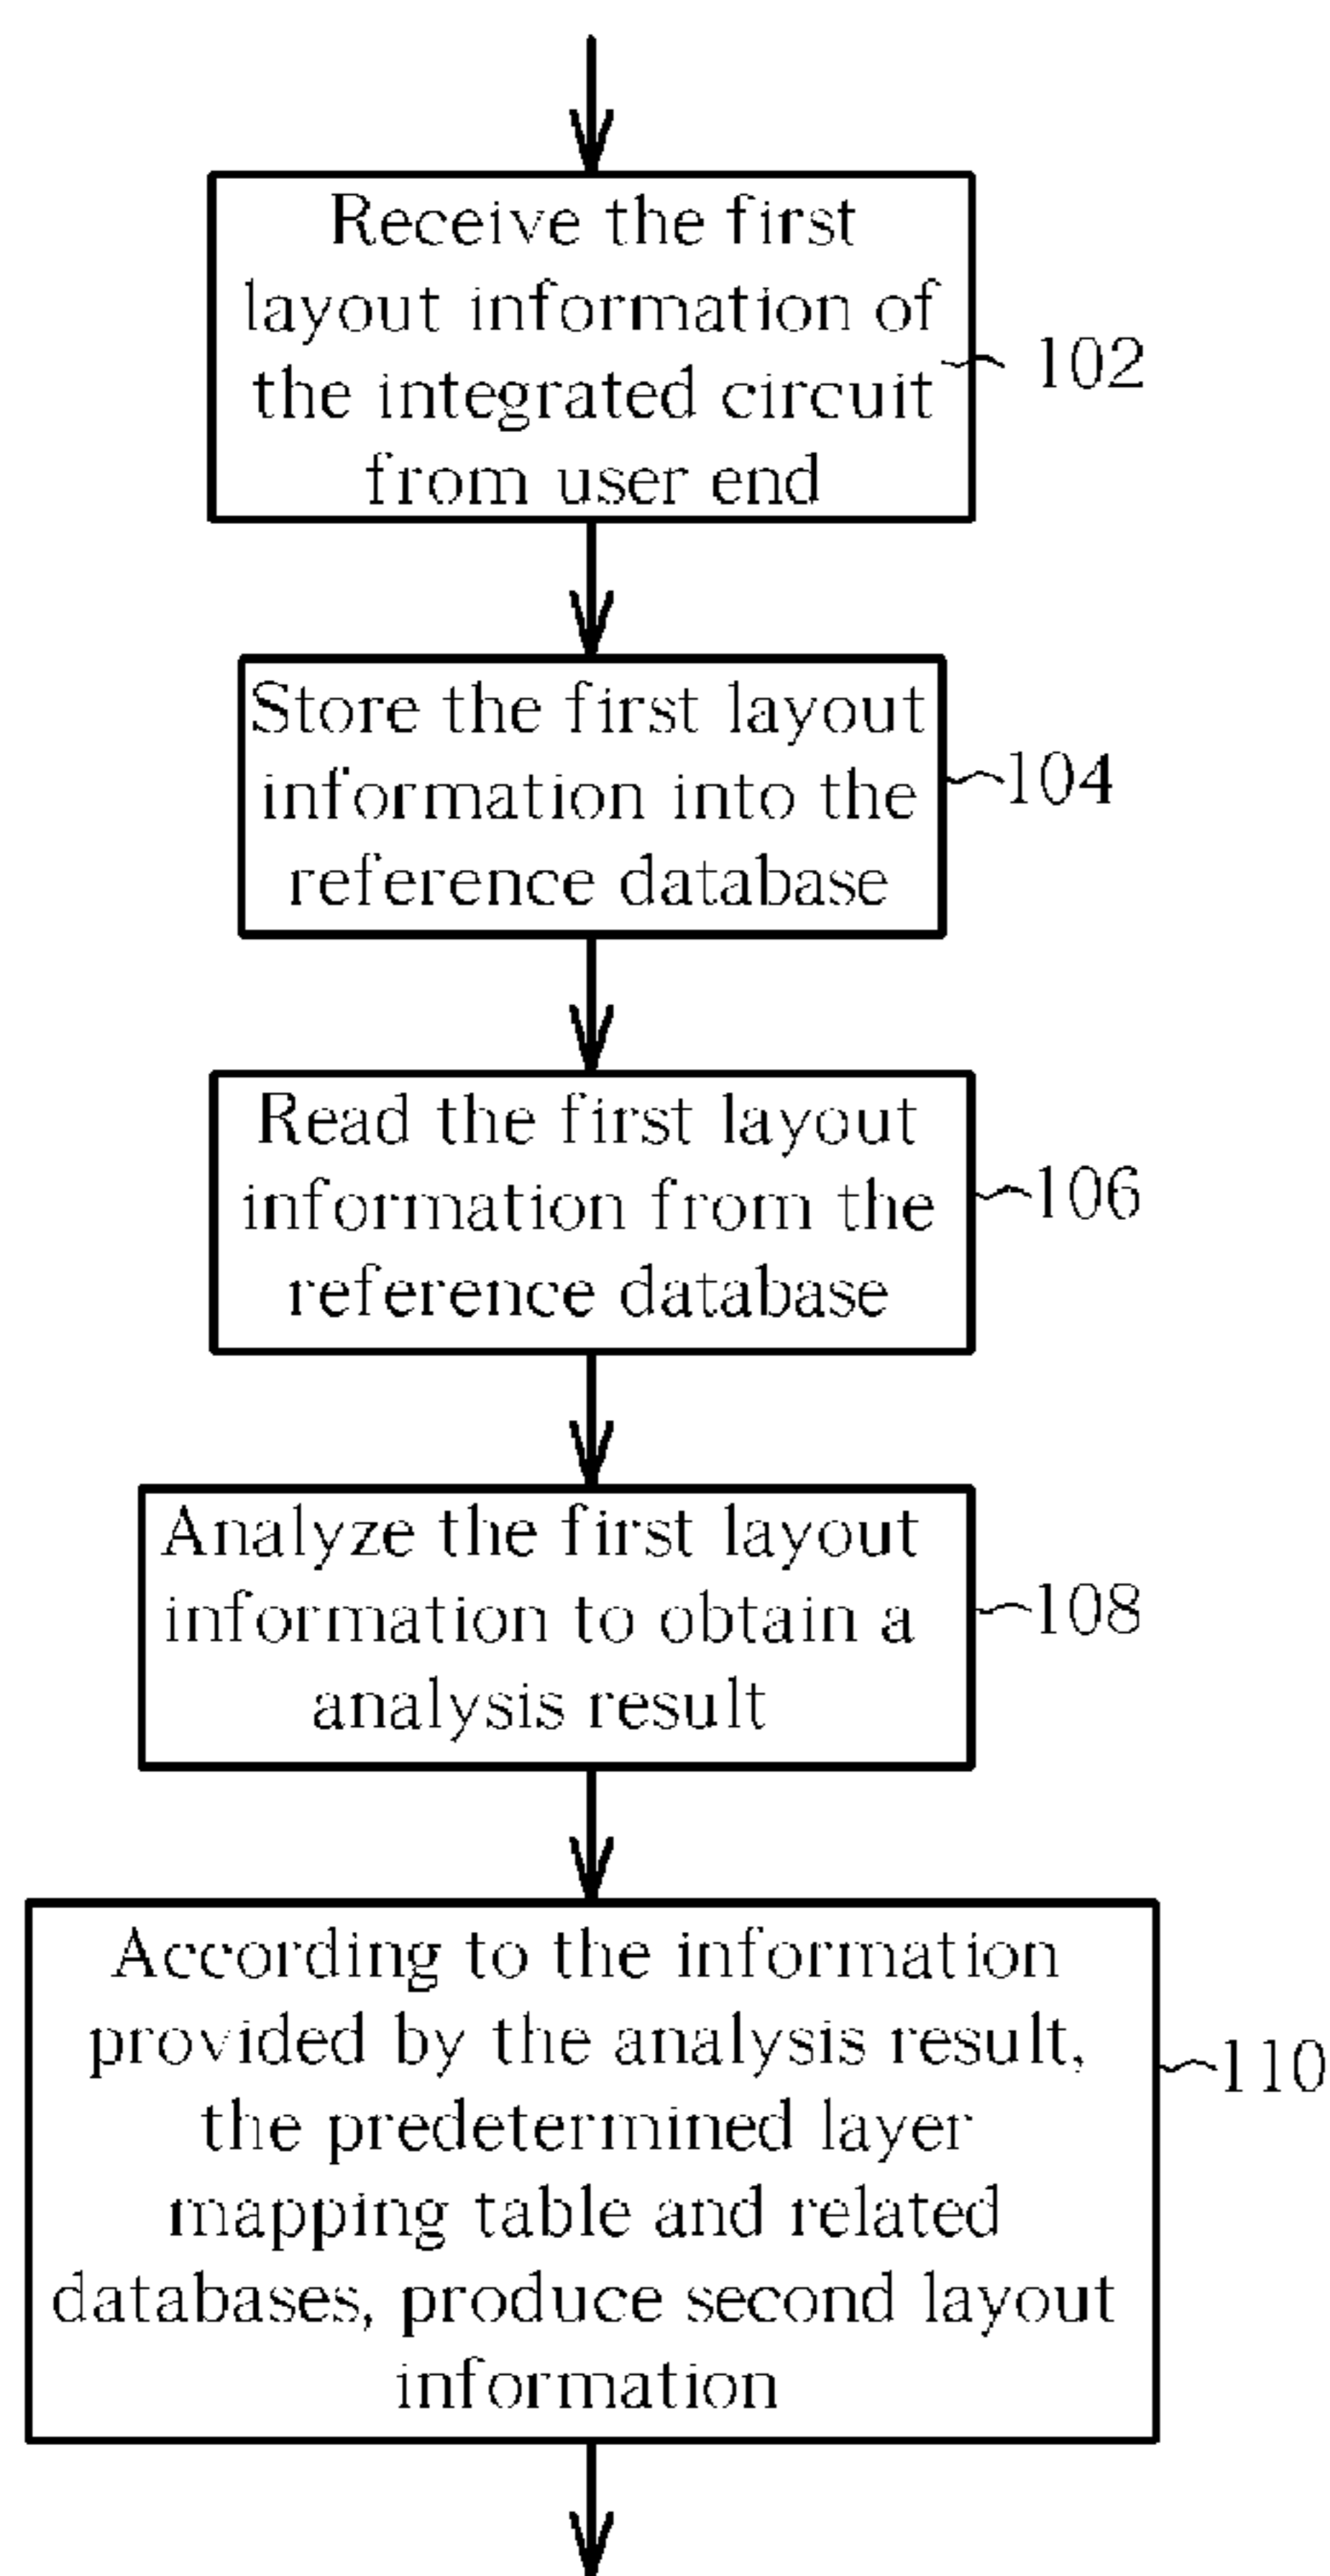 Receive the first
layout information of
the integrated circuit
from user end
102
Store the first layout
information into the
reference database
104
Read the first layout
information from the
reference database
106
Analyze the first layout
information to obtain a
analysis result
108
According to the information
provided by the analysis result,
the predetermined layer
mapping table and related
databases, produce second layout
information
110